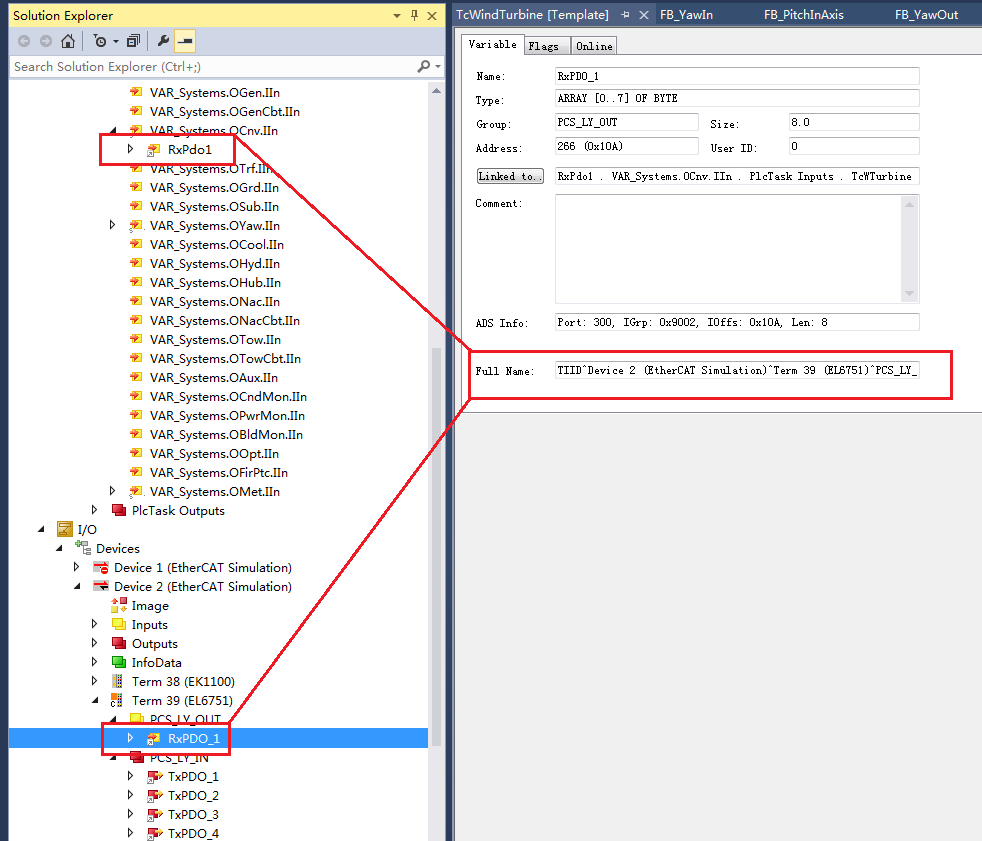 Solution Explorer
Search Solution Explorer (Ctrl+;)
VAR_Systems.OGen.IIn
VAR_Systems.OGenCbt.IIn
VAR_Systems.OCnv.IIn
RxPdo1
VAR_Systems.OTrf.IIn
VAR_Systems.OGrd.IIn
VAR_Systems.OSub.IIn
VAR_Systems.OYaw.IIn
VAR_Systems.OCool.IIn
VAR_Systems.OHyd.IIn
VAR_Systems.OHub.IIn
VAR_Systems.ONac.IIn
VAR_Systems.ONacCbt.IIn
VAR_Systems.OTow.IIn
VAR_Systems.OTowCbt.IIn
VAR_Systems.OAux.IIn
VAR_Systems.OCndMon.IIn
VAR_Systems.OPwrMon.IIn
VAR_Systems.OBldMon.IIn
VAR_Systems.OOpt.IIn
VAR_Systems.OFirPtc.IIn
VAR_Systems.OMet.IIn
PlcTask Outputs
I/O
Devices
Device 1 (EtherCAT Simulation)
Device 2 (EtherCAT Simulation)
Image
Inputs
Outputs
InfoData
Term 38 (EK1100)
Term 39 (EL6751)
PCS_LY_OUT
RxPDO_1
PCS_LY_IN
TxPDO_1
TxPDO_2
TxPDO_3
TxPDO_4
TcWindTurbine [Template] FB_YawIn FB_PitchInAxis FB_YawOut
Variable Flags Online
Name: RxPDO_1
Type: ARRAY [0..7] OF BYTE
Group: PCS_LY_OUT Size: 8.0
Address: 266 (0x10A) User ID: 0
Linked to.. RxPdo1 . VAR_Systems.OCnv.IIn . PlcTask Inputs . TcWTurbine
Comment:
ADS Info: Port: 300, IGrp: 0x9002, IOffs: 0x10A, Len: 8
Full Name: TIID^Device 2 (EtherCAT Simulation)^Term 39 (EL6751)^PCS_LY_